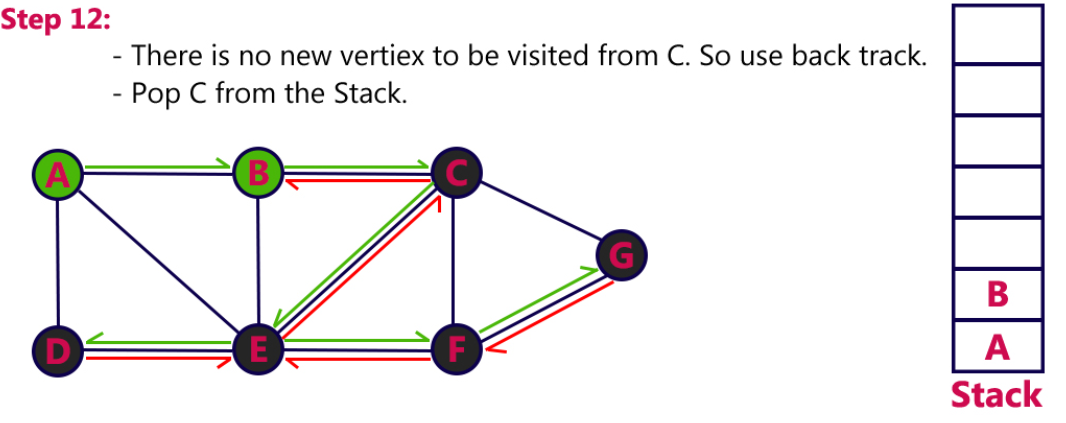 Step 12:
- There is no new vertiex to be visited from C. So use back track.
- Pop C from the Stack.
A
B
C
G
D
E
F
B
A
Stack